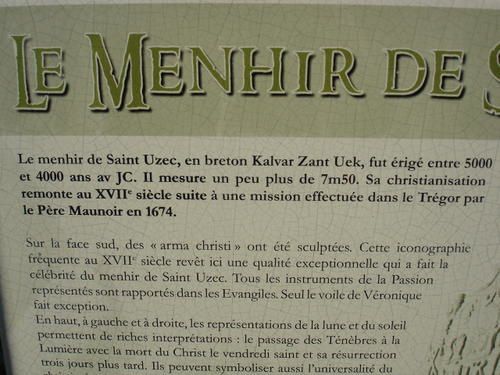 LE MENHIR DE S
Le menhir de Saint Uzec, en breton Kalvar Zant Uek, fut érigé entre 5000
et 4000 ans av JC. Il mesure un peu plus de 7m50. Sa christianisation
remonte au XVIIe siècle suite à une mission effectuée dans le Trégor par
le Père Maunoir en 1674.
Sur la face sud, des « arma christi » ont été sculptées. Cette iconographie
fréquente au XVIIe siècle revêt ici une qualité exceptionnelle qui a fait la
célébrité du menhir de Saint Uzec. Tous les instruments de la Passion
représentés sont rapportés dans les Evangiles. Seul le voile de Véronique
fait exception.
En haut, à gauche et à droite, les représentations de la lune et du soleil
permettent de riches interprétations : le passage des Ténèbres à la
Lumière avec la mort du Christ le vendredi saint et sa résurrection
trois jours plus tard. Ils peuvent symboliser aussi l'universalité du